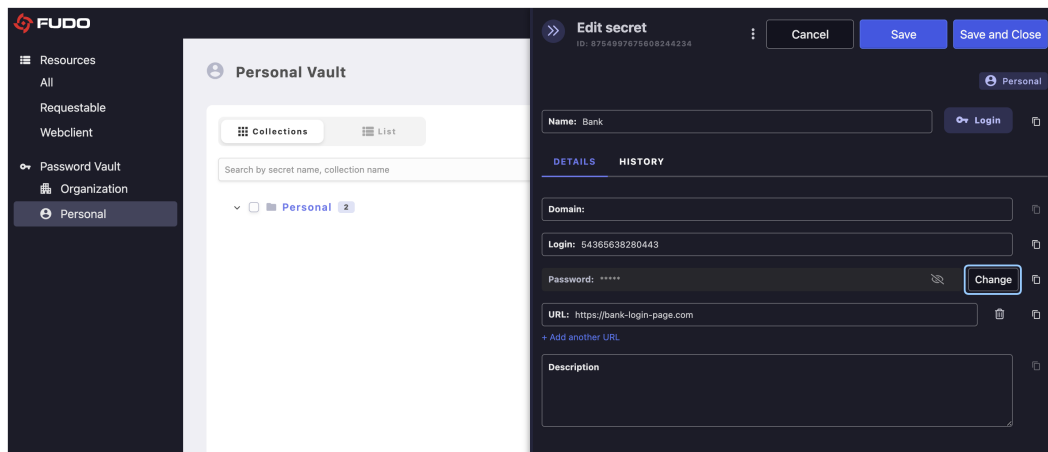 FUDO
Resources
All
Requestable
Webclient
Password Vault
Organization
Personal
Personal Vault
Collections
List
Search by secret name, collection name
Personal 2
Edit secret
ID: 8754997675608244234
Cancel
Save
Save and Close
Personal
Name: Bank
Login
DETAILS
HISTORY
Domain:
Login: 54365638280443
Password: *****
Change
URL: https://bank-login-page.com
+ Add another URL
Description